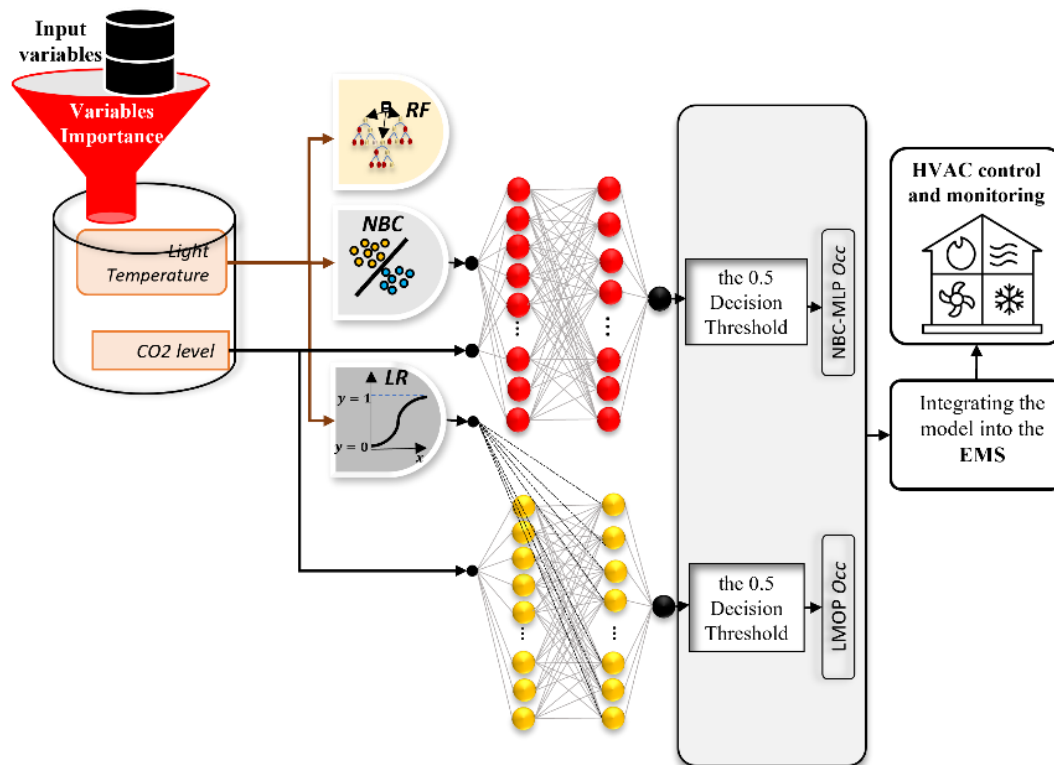 Input
variables
Variables
Importance
Light
Temperature
CO2 level
RF
NBC
LR
y = 1
y = 0
x
the 0.5
Decision
Threshold
NBC-MLP Occ
the 0.5
Decision
Threshold
LMOP Occ
HVAC control
and monitoring
Integrating the
model into the
EMS